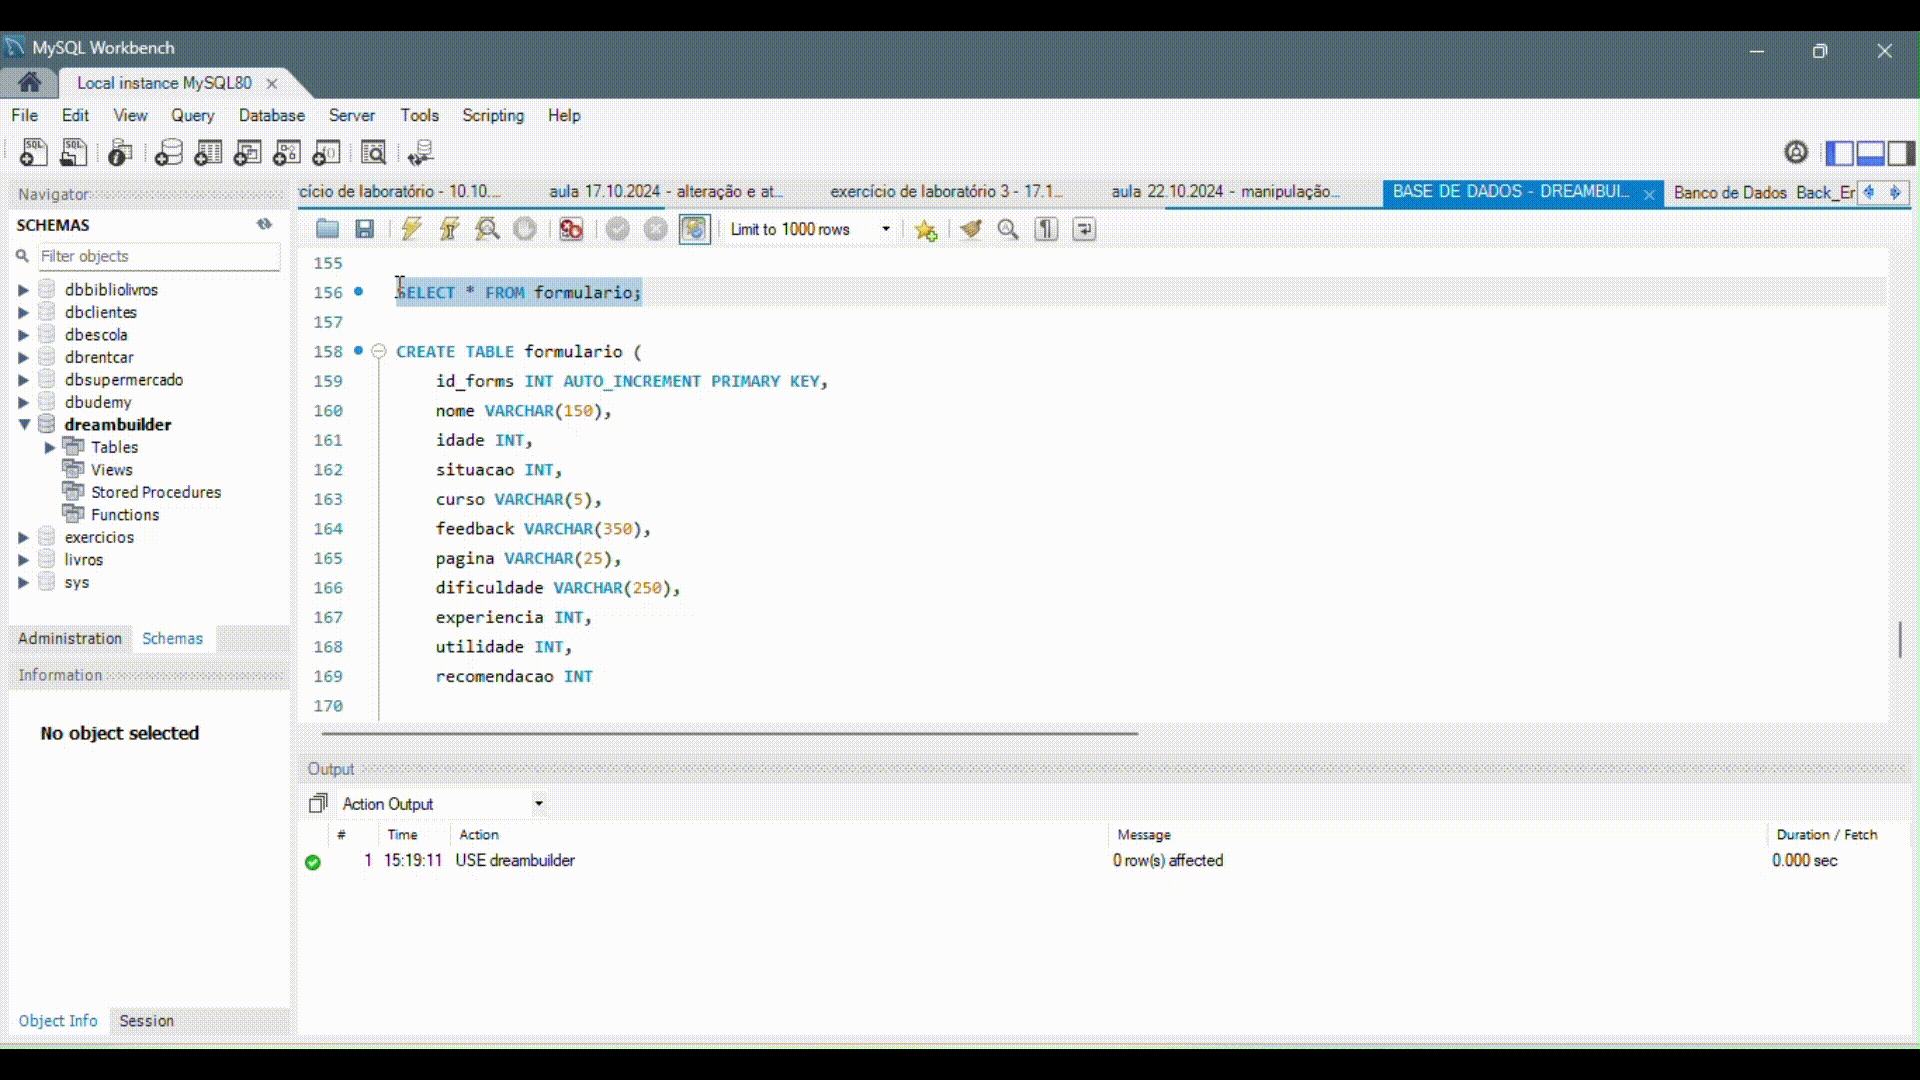 MySQL Workbench
Local instance MySQL80
File Edit View Query Database Server Tools Scripting Help
Navigator
SCHEMAS
Filter objects
dbbibliolivros
dbclientes
dbescola
dbrentcar
dbsupermercado
dbudemy
dreambuilder
Tables
Views
Stored Procedures
Functions
exercicios
livros
sys
Administration Schemas
Information
No object selected
Object Info Session
rcício de laboratório - 10.10.... aula 17.10.2024 - alteração e at... exercício de laboratório 3 - 17.1... aula 22.10.2024 - manipulação... BASE DE DADOS - DREAMBUI... Banco de Dados Back_Er
Limit to 1000 rows
155
156 SELECT * FROM formulario;
157
158 CREATE TABLE formulario (
159 id_forms INT AUTO_INCREMENT PRIMARY KEY,
160 nome VARCHAR(150),
161 idade INT,
162 situacao INT,
163 curso VARCHAR(5),
164 feedback VARCHAR(350),
165 pagina VARCHAR(25),
166 dificuldade VARCHAR(250),
167 experiencia INT,
168 utilidade INT,
169 recomendacao INT
170
Output
Action Output
# Time Action Message Duration / Fetch
1 15:19:11 USE dreambuilder 0 row(s) affected 0.000 sec